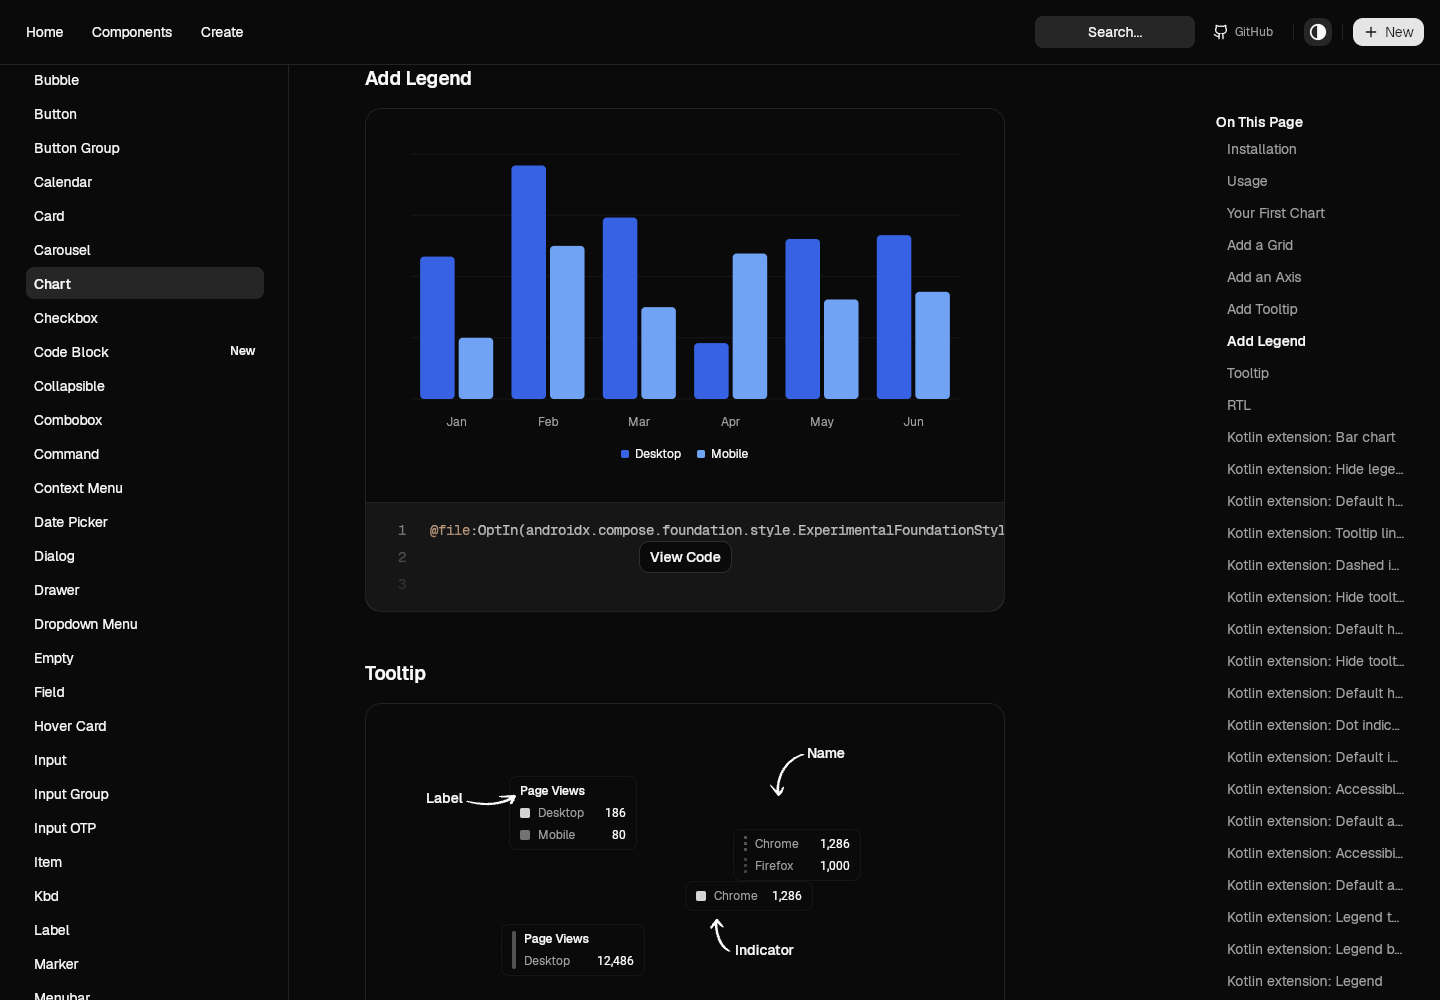 Home
Components
Create
Search...
GitHub
New
Bubble
Button
Button Group
Calendar
Card
Carousel
Chart
Checkbox
Code Block
New
Collapsible
Combobox
Command
Context Menu
Date Picker
Dialog
Drawer
Dropdown Menu
Empty
Field
Hover Card
Input
Input Group
Input OTP
Item
Kbd
Label
Marker
Menubar
Add Legend
Jan Feb Mar Apr May Jun
Desktop Mobile
1 @file:OptIn(androidx.compose.foundation.style.ExperimentalFoundationStyl
2
View Code
3
Tooltip
Name
Label
Page Views
Desktop 186
Mobile 80
Chrome 1,286
Firefox 1,000
Chrome 1,286
Indicator
Page Views
Desktop 12,486
On This Page
Installation
Usage
Your First Chart
Add a Grid
Add an Axis
Add Tooltip
Add Legend
Tooltip
RTL
Kotlin extension: Bar chart
Kotlin extension: Hide lege...
Kotlin extension: Default h...
Kotlin extension: Tooltip lin...
Kotlin extension: Dashed i...
Kotlin extension: Hide toolt...
Kotlin extension: Default h...
Kotlin extension: Hide toolt...
Kotlin extension: Default h...
Kotlin extension: Dot indic...
Kotlin extension: Default i...
Kotlin extension: Accessibl...
Kotlin extension: Default a...
Kotlin extension: Accessibi...
Kotlin extension: Default a...
Kotlin extension: Legend t...
Kotlin extension: Legend b...
Kotlin extension: Legend